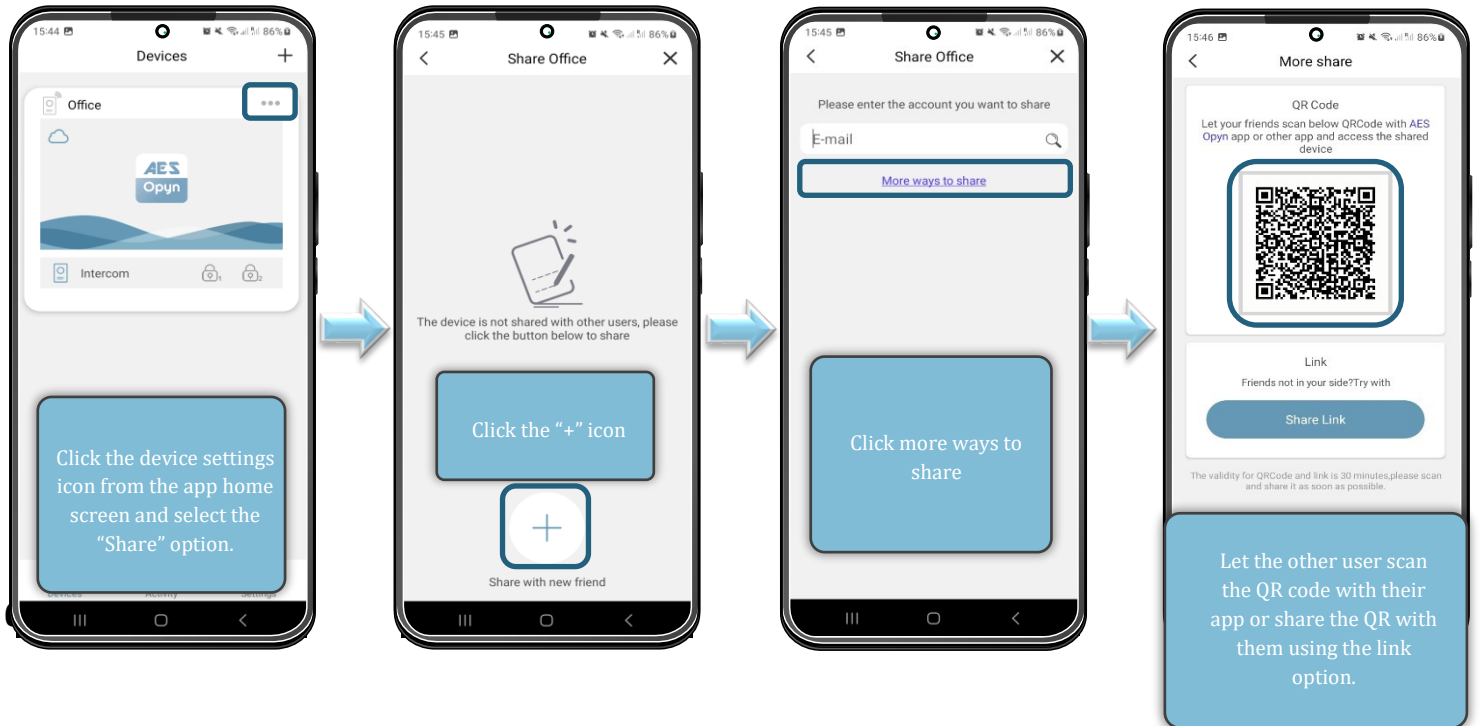 15:44
86%
Devices
+
Office
AES
Opyn
Intercom
1
2
Click the device settings
icon from the app home
screen and select the
“Share” option.
Devices
Activity
Settings
15:45
86%
Share Office
The device is not shared with other users, please
click the button below to share
Click the “+” icon
Share with new friend
15:45
86%
Share Office
Please enter the account you want to share
E-mail
More ways to share
Click more ways to
share
15:46
86%
More share
QR Code
Let your friends scan below QRCode with AES
Opyn app or other app and access the shared
device
Link
Friends not in your side?Try with
Share Link
The validity for QRCode and link is 30 minutes,please scan
and share it as soon as possible.
Let the other user scan
the QR code with their
app or share the QR with
them using the link
option.